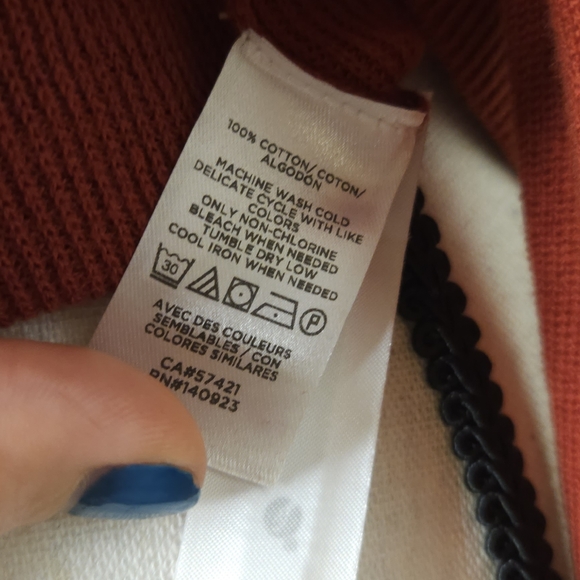 100% COTTON/ COTON/
ALGODÓN
MACHINE WASH COLD
DELICATE CYCLE WITH LIKE
COLORS
ONLY NON-CHLORINE
BLEACH WHEN NEEDED
TUMBLE DRY LOW
COOL IRON WHEN NEEDED
30 P
AVEC DES COULEURS
SEMBLABLES / CON
COLORES SIMILARES
CA#57421
RN#140923